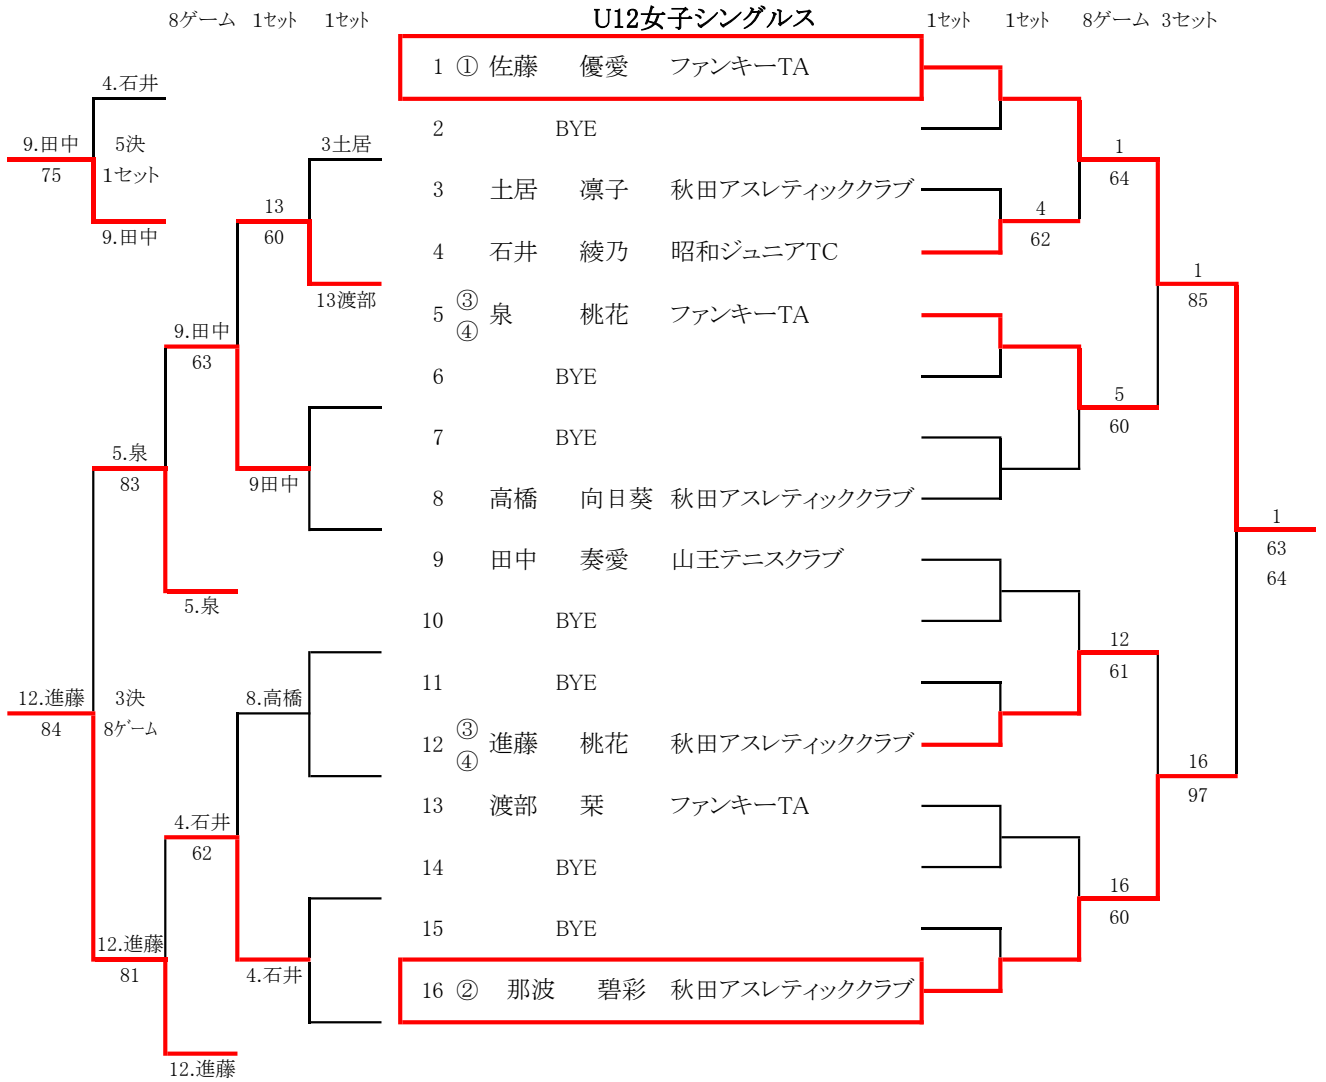 U12女子シングルス
8ゲーム 1セット 1セット
1セット 1セット 8ゲーム 3セット
1 ① 佐藤 優愛 ファンキーTA
2 BYE
3 土居 凛子 秋田アスレティッククラブ
4 石井 綾乃 昭和ジュニアTC
5 ③ ④ 泉 桃花 ファンキーTA
6 BYE
7 BYE
8 高橋 向日葵 秋田アスレティッククラブ
9 田中 奏愛 山王テニスクラブ
10 BYE
11 BYE
12 ③ ④ 進藤 桃花 秋田アスレティッククラブ
13 渡部 栞 ファンキーTA
14 BYE
15 BYE
16 ② 那波 碧彩 秋田アスレティッククラブ
4.石井
9.田中
75
5決
1セット
9.田中
3土居
13
60
13渡部
9.田中
63
9田中
5.泉
83
5.泉
12.進藤
84
3決
8ゲーム
8.高橋
4.石井
62
4.石井
12.進藤
81
12.進藤
4
62
1
64
5
60
1
85
12
61
16
60
16
97
1
63
64